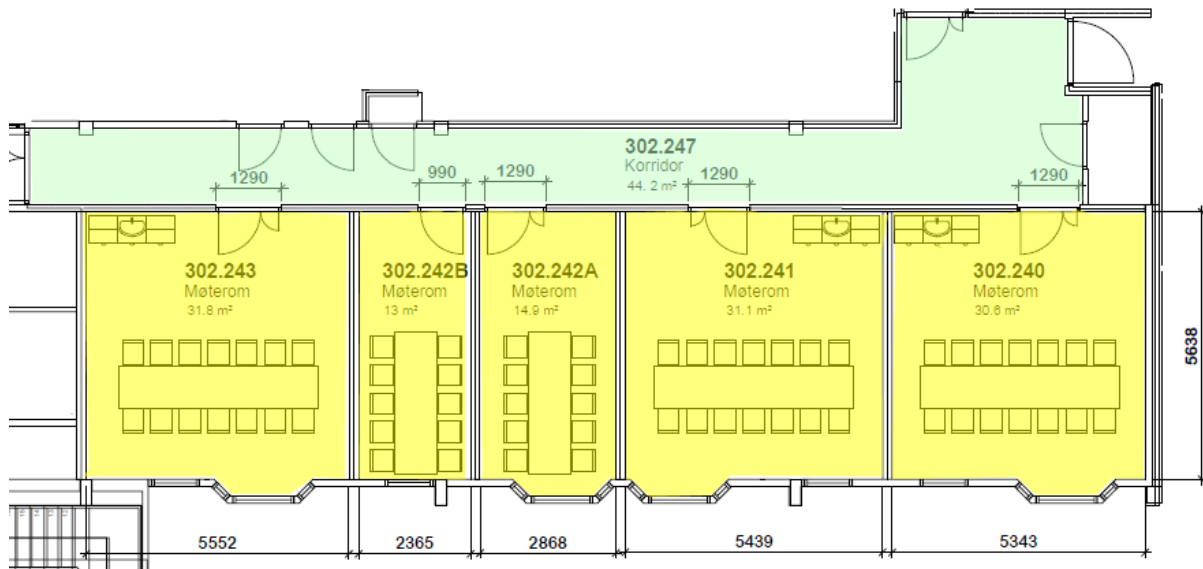 302.247
Korridor
44. 2 m²
1290
990
1290
1290
1290
302.243
Møterom
31.8 m²
302.242B
Møterom
13 m²
302.242A
Møterom
14.9 m²
302.241
Møterom
31.1 m²
302.240
Møterom
30.6 m²
5638
5552
2365
2868
5439
5343